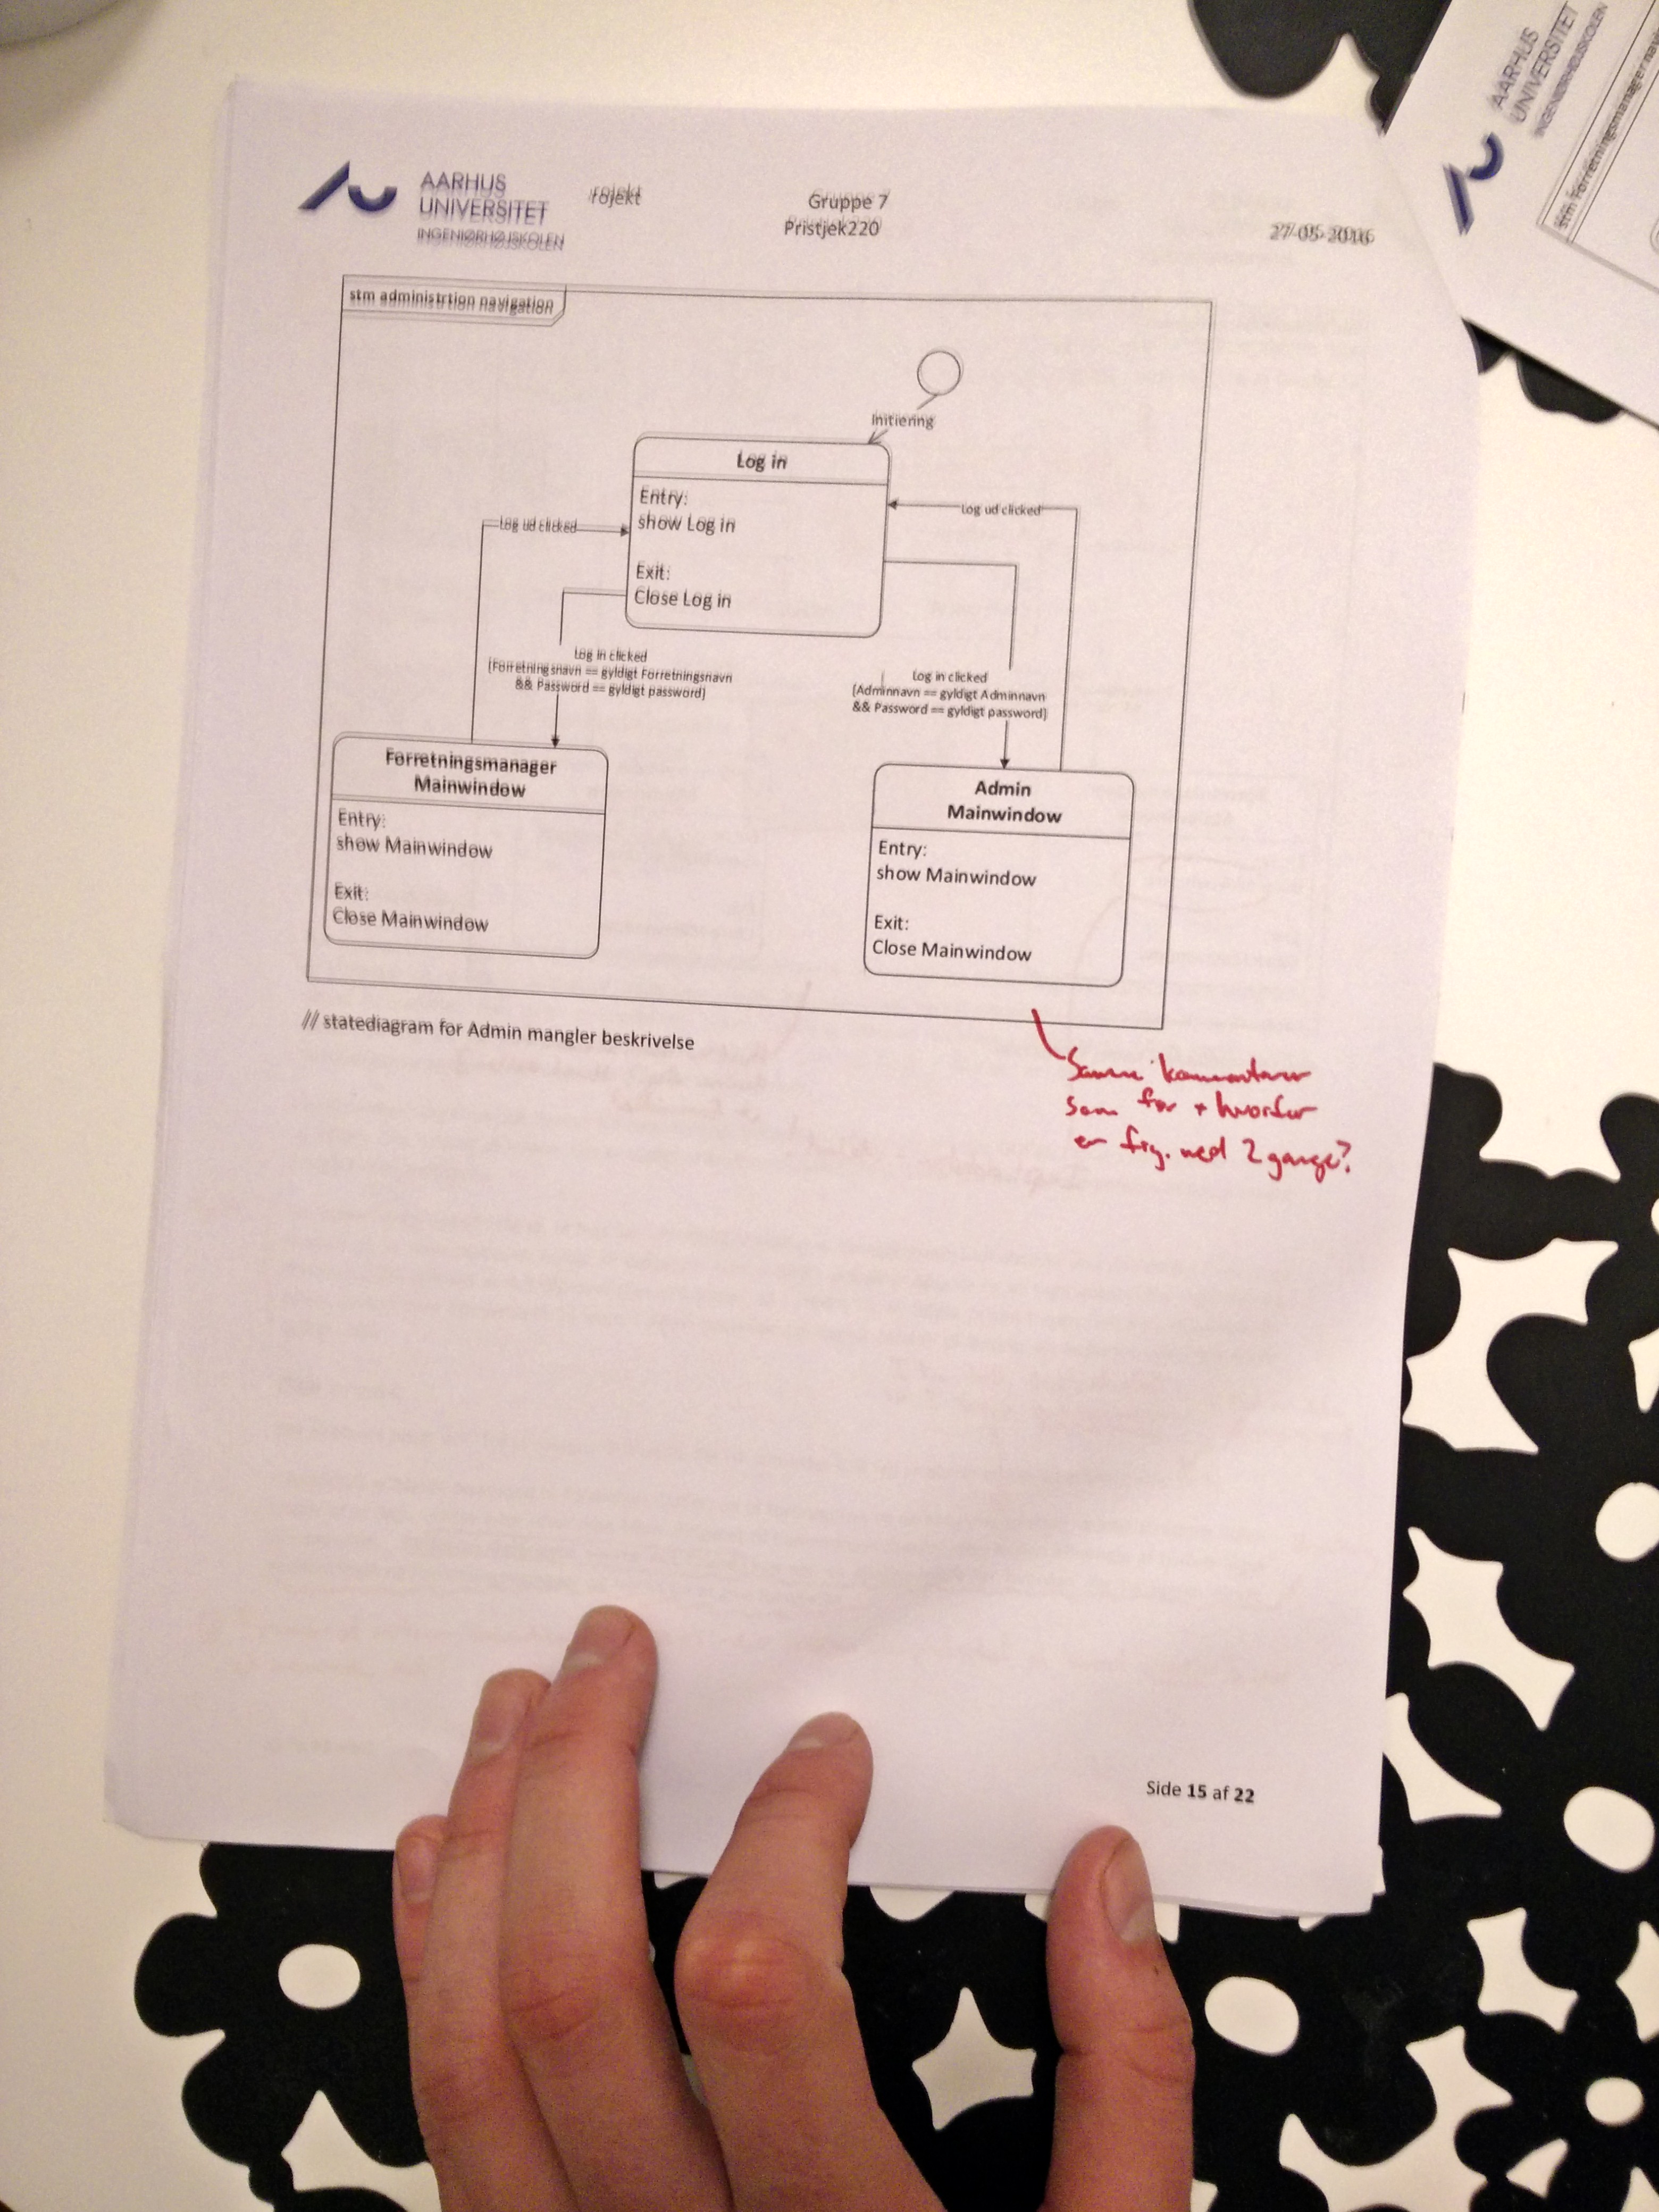 AARHUS
UNIVERSITET
INGENIØRHØJSKOLEN
rojekt
Gruppe 7
Pristjek220
27-05-2016
stm administrtion navigation
Initiering
Log in
Entry:
show Log in
Exit:
Close Log in
Log ud clicked
Log ud clicked
Log in clicked
[Forretningsnavn == gyldigt Forretningsnavn
&& Password == gyldigt password]
Log in clicked
[Adminnavn == gyldigt Adminnavn
&& Password == gyldigt password]
Forretningsmanager
Mainwindow
Entry:
show Mainwindow
Exit:
Close Mainwindow
Admin
Mainwindow
Entry:
show Mainwindow
Exit:
Close Mainwindow
// statediagram for Admin mangler beskrivelse
Samme kommentarer
som før + hvorfor
er frg. med 2 gange?
Side 15 af 22
AARHUS
UNIVERSITET
INGENIØRHØJSKOLEN
stm Forretningsmanager navi